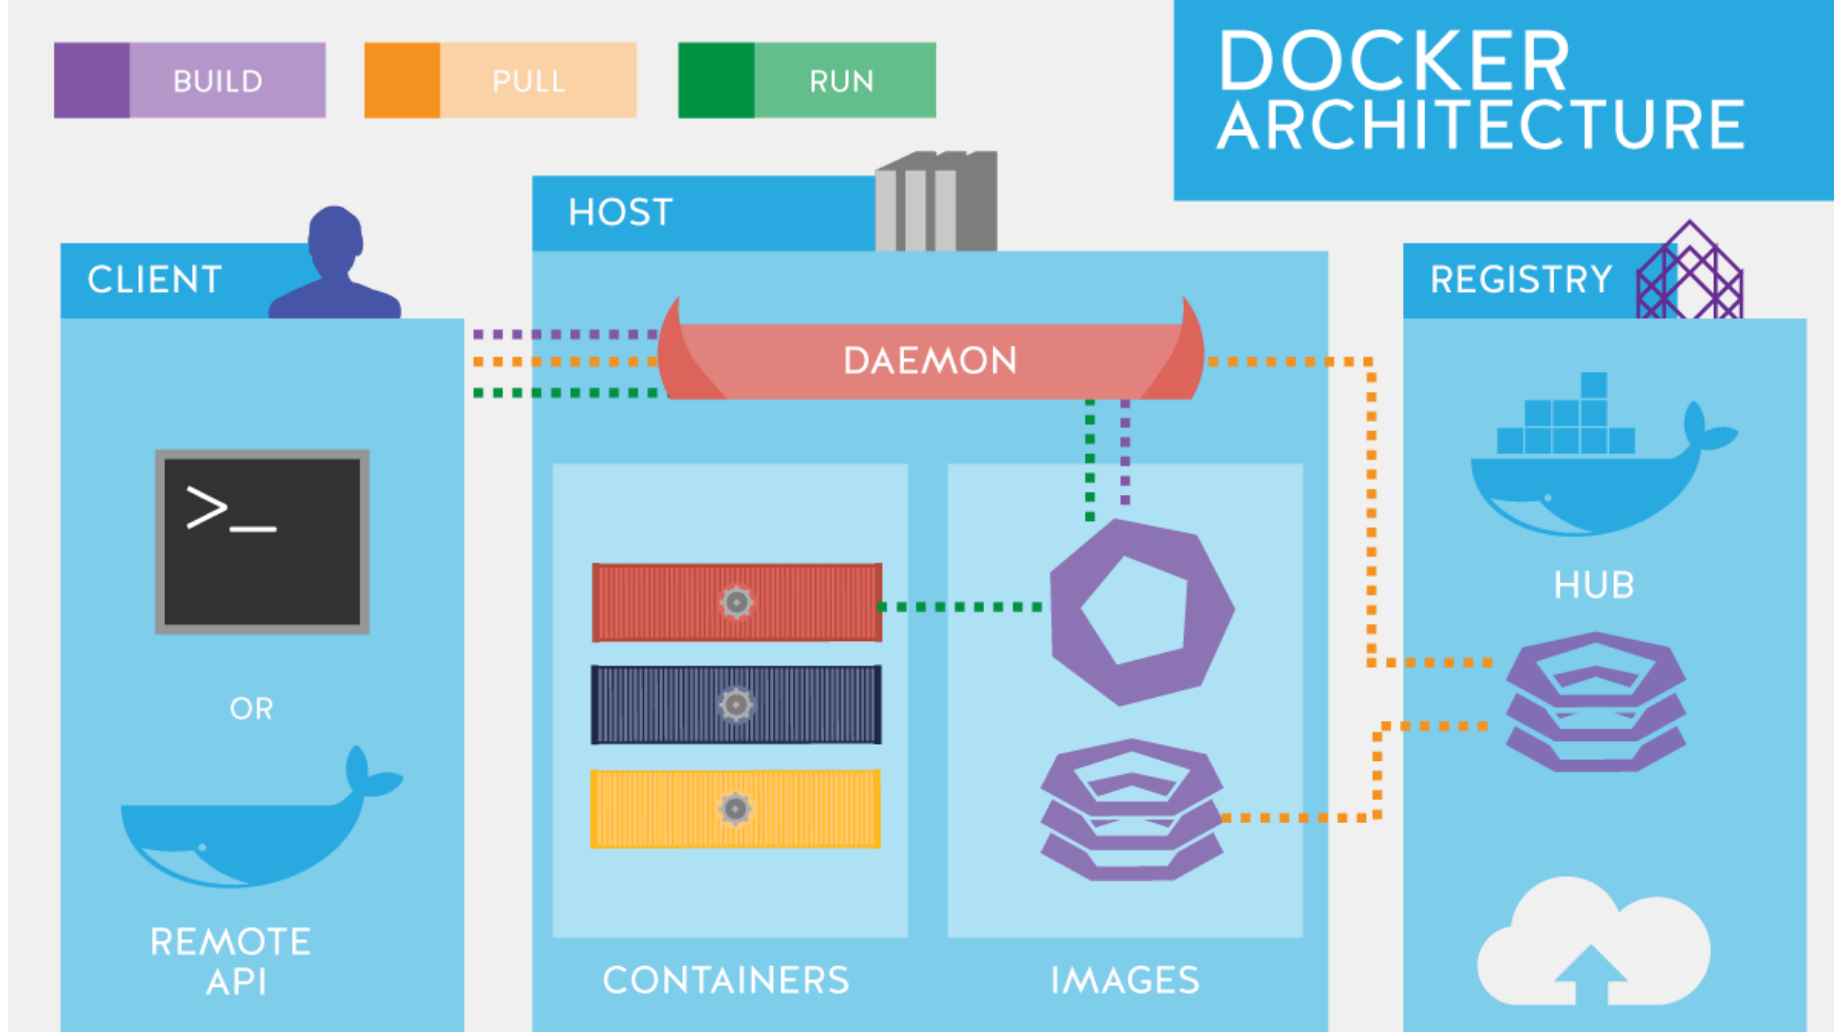 BUILD
PULL
RUN
DOCKER
ARCHITECTURE
HOST
CLIENT
REGISTRY
DAEMON
>_
HUB
OR
REMOTE
API
CONTAINERS
IMAGES